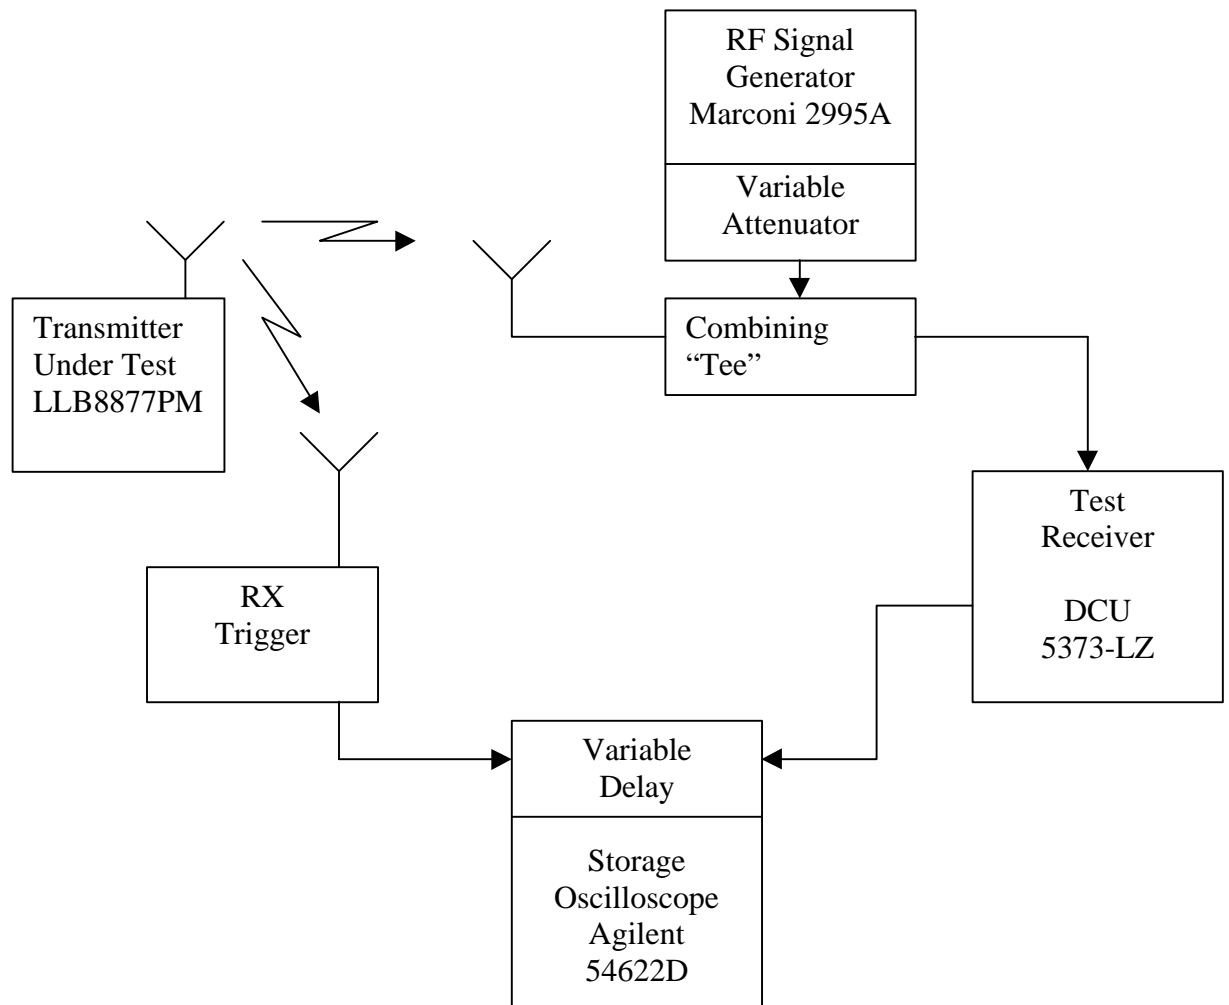 RF Signal
Generator
Marconi 2995A
Variable
Attenuator
Transmitter
Under Test
LLB8877PM
Combining
“Tee”
Test
Receiver
DCU
5373-LZ
RX
Trigger
Variable
Delay
Storage
Oscilloscope
Agilent
54622D